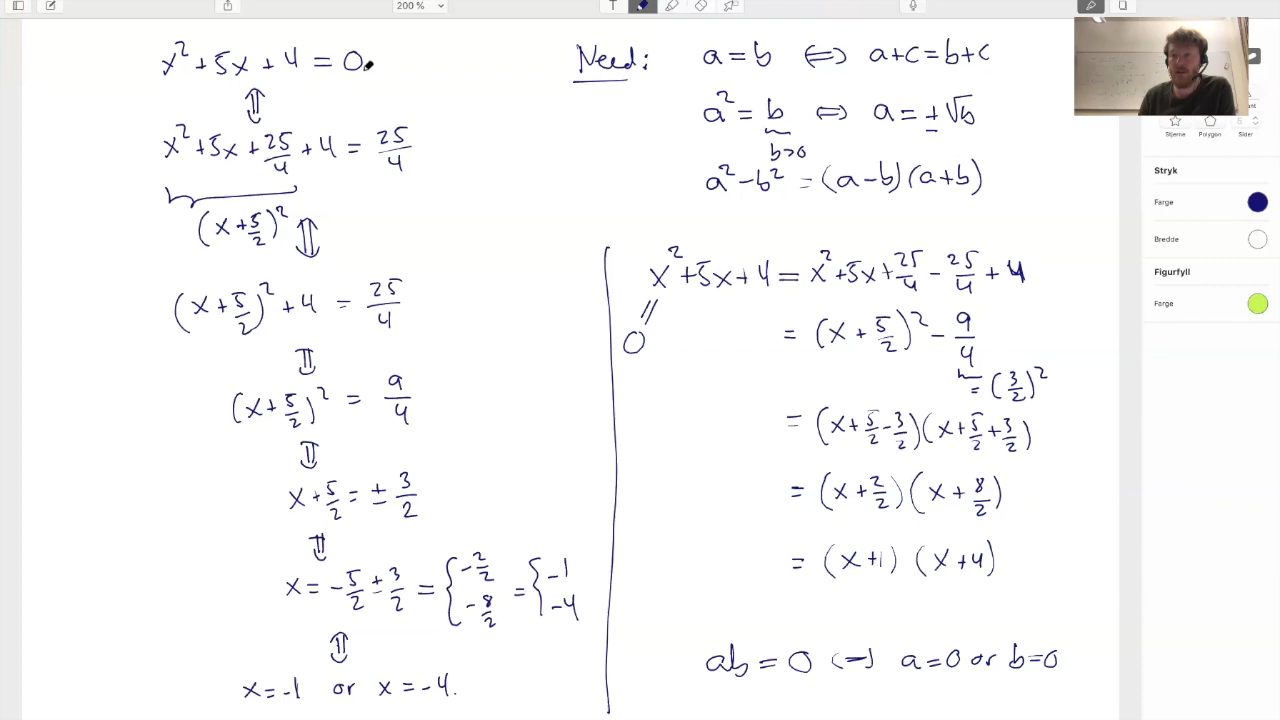 200 %
x² + 5x + 4 = 0
⇕
x² + 5x + 25/4 + 4 = 25/4
(x + 5/2)² ⇕
(x + 5/2)² + 4 = 25/4
⇕
(x + 5/2)² = 9/4
⇕
x + 5/2 = ± 3/2
⇕
x = -5/2 ± 3/2 = { -2/2, -8/2 = { -1, -4
⇕
x = -1 or x = -4.
Need: a = b ⇔ a + c = b + c
a² = b ⇔ a = ±√b
b>0
a² - b² = (a - b)(a + b)
x² + 5x + 4 = x² + 5x + 25/4 - 25/4 + 4
=
0
= (x + 5/2)² - 9/4
= (3/2)²
= (x + 5/2 - 3/2)(x + 5/2 + 3/2)
= (x + 2/2)(x + 8/2)
= (x+1) (x+4)
ab = 0 ⇔ a = 0 or b = 0
Stjerne Polygon Sider
Stryk
Farge
Bredde
Figurfyll
Farge